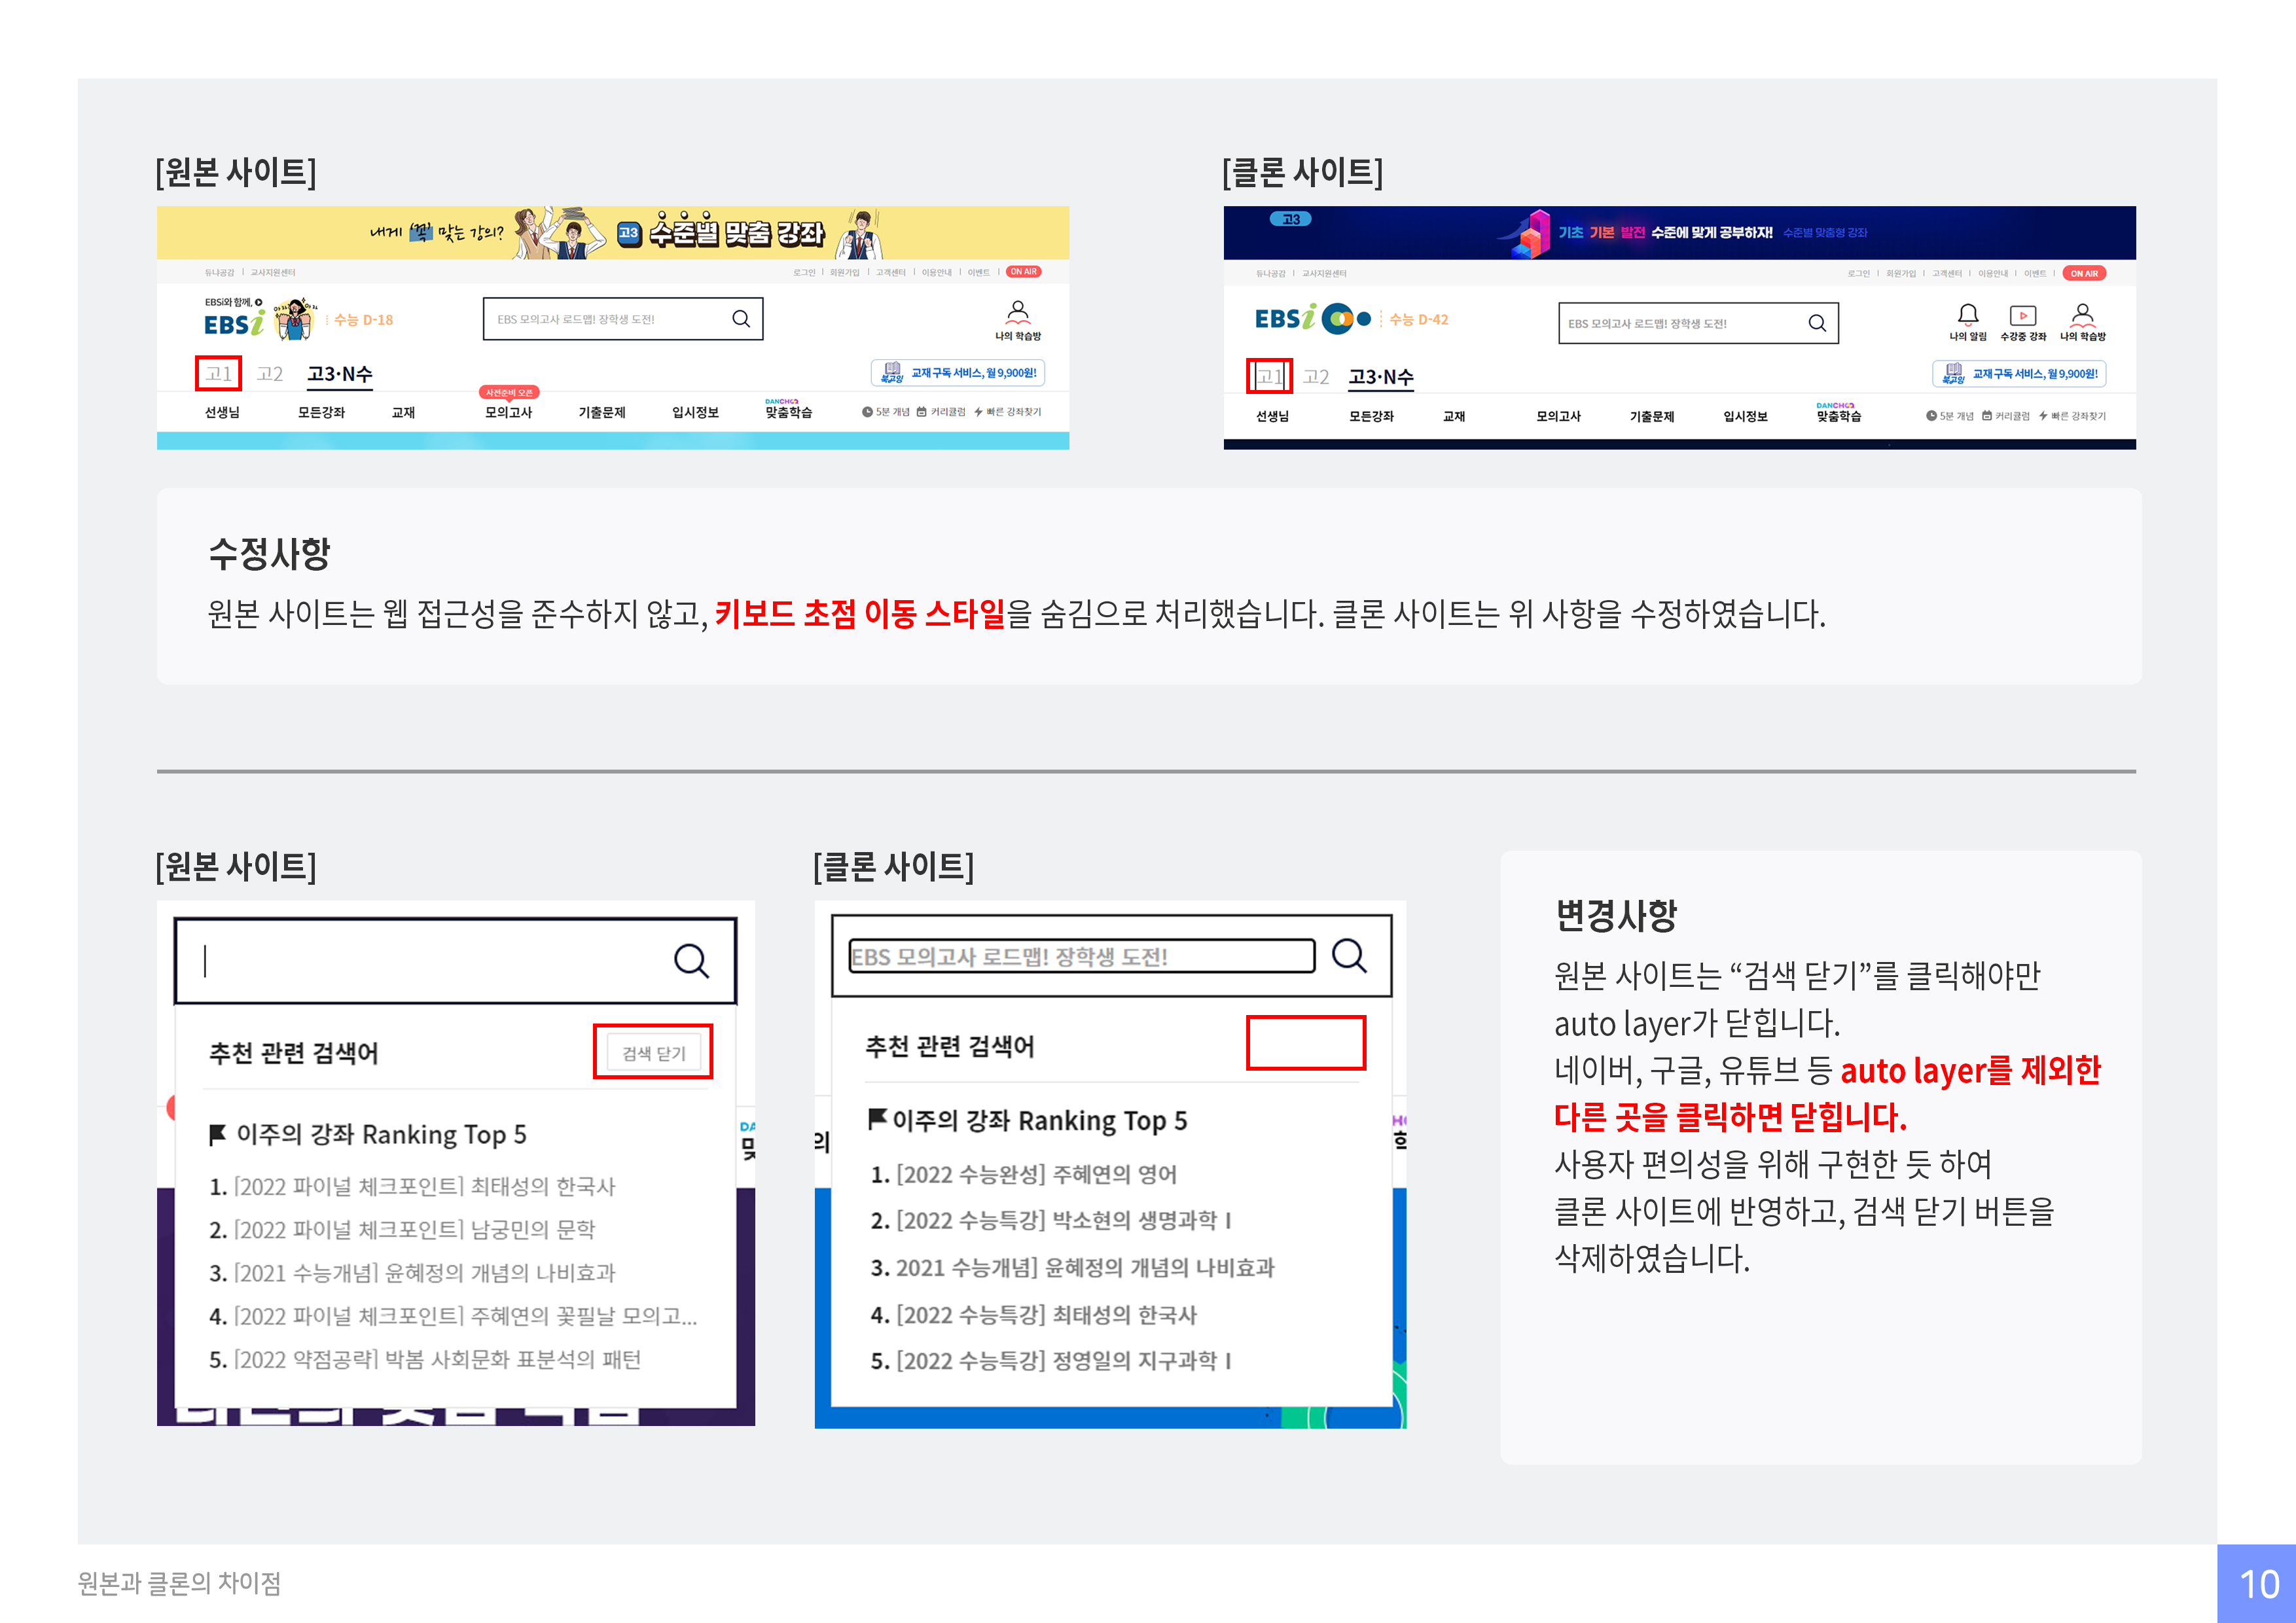 [원본 사이트]
내게 '꼭' 맞는 강의? 고3 수준별 맞춤 강좌
듀나공감 | 교사지원센터
로그인 | 회원가입 | 고객센터 | 이용안내 | 이벤트 | ON AIR
EBSi와 함께,
EBSi
수능 D-18
EBS 모의고사 로드맵! 장학생 도전!
나의 학습방
고1 고2 고3·N수
북교잉 교재 구독 서비스, 월 9,900원!
사전준비 오픈
DANCHOO
선생님 모든강좌 교재 모의고사 기출문제 입시정보 맞춤학습 5분 개념 커리큘럼 빠른 강좌찾기
[클론 사이트]
고3
기초 기본 발전 수준에 맞게 공부하자! 수준별 맞춤형 강좌
듀나공감 | 교사지원센터
로그인 | 회원가입 | 고객센터 | 이용안내 | 이벤트 | ON AIR
EBSi
수능 D-42
EBS 모의고사 로드맵! 장학생 도전!
나의 알림 수강중 강좌 나의 학습방
고1 고2 고3·N수
북교잉 교재 구독 서비스, 월 9,900원!
DANCHOO
선생님 모든강좌 교재 모의고사 기출문제 입시정보 맞춤학습 5분 개념 커리큘럼 빠른 강좌찾기
수정사항
원본 사이트는 웹 접근성을 준수하지 않고, 키보드 초점 이동 스타일을 숨김으로 처리했습니다. 클론 사이트는 위 사항을 수정하였습니다.
[원본 사이트]
추천 관련 검색어
검색 닫기
이주의 강좌 Ranking Top 5
1. [2022 파이널 체크포인트] 최태성의 한국사
2. [2022 파이널 체크포인트] 남궁민의 문학
3. [2021 수능개념] 윤혜정의 개념의 나비효과
4. [2022 파이널 체크포인트] 주혜연의 꽃필날 모의고...
5. [2022 약점공략] 박봄 사회문화 표분석의 패턴
[클론 사이트]
EBS 모의고사 로드맵! 장학생 도전!
추천 관련 검색어
이주의 강좌 Ranking Top 5
1. [2022 수능완성] 주혜연의 영어
2. [2022 수능특강] 박소현의 생명과학 I
3. 2021 수능개념] 윤혜정의 개념의 나비효과
4. [2022 수능특강] 최태성의 한국사
5. [2022 수능특강] 정영일의 지구과학 I
변경사항
원본 사이트는 “검색 닫기”를 클릭해야만
auto layer가 닫힙니다.
네이버, 구글, 유튜브 등 auto layer를 제외한
다른 곳을 클릭하면 닫힙니다.
사용자 편의성을 위해 구현한 듯 하여
클론 사이트에 반영하고, 검색 닫기 버튼을
삭제하였습니다.
원본과 클론의 차이점
10